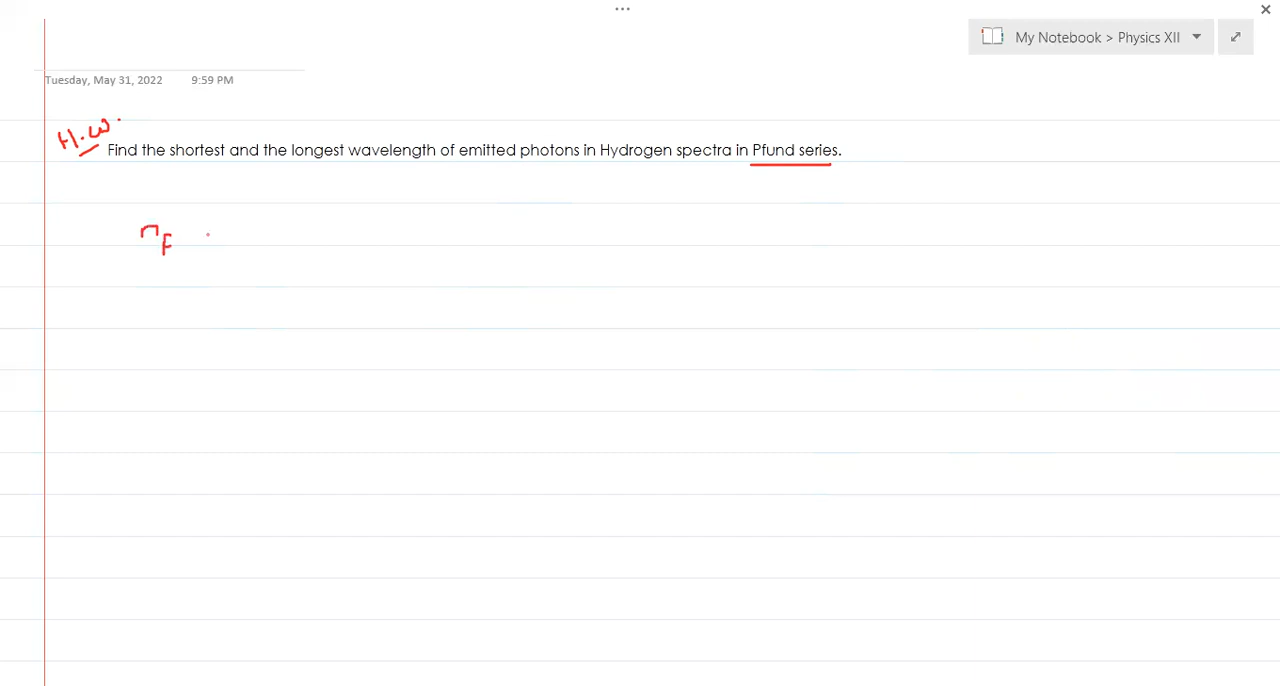 My Notebook > Physics XII
Tuesday, May 31, 2022 9:59 PM
H.W.
Find the shortest and the longest wavelength of emitted photons in Hydrogen spectra in Pfund series.
nF